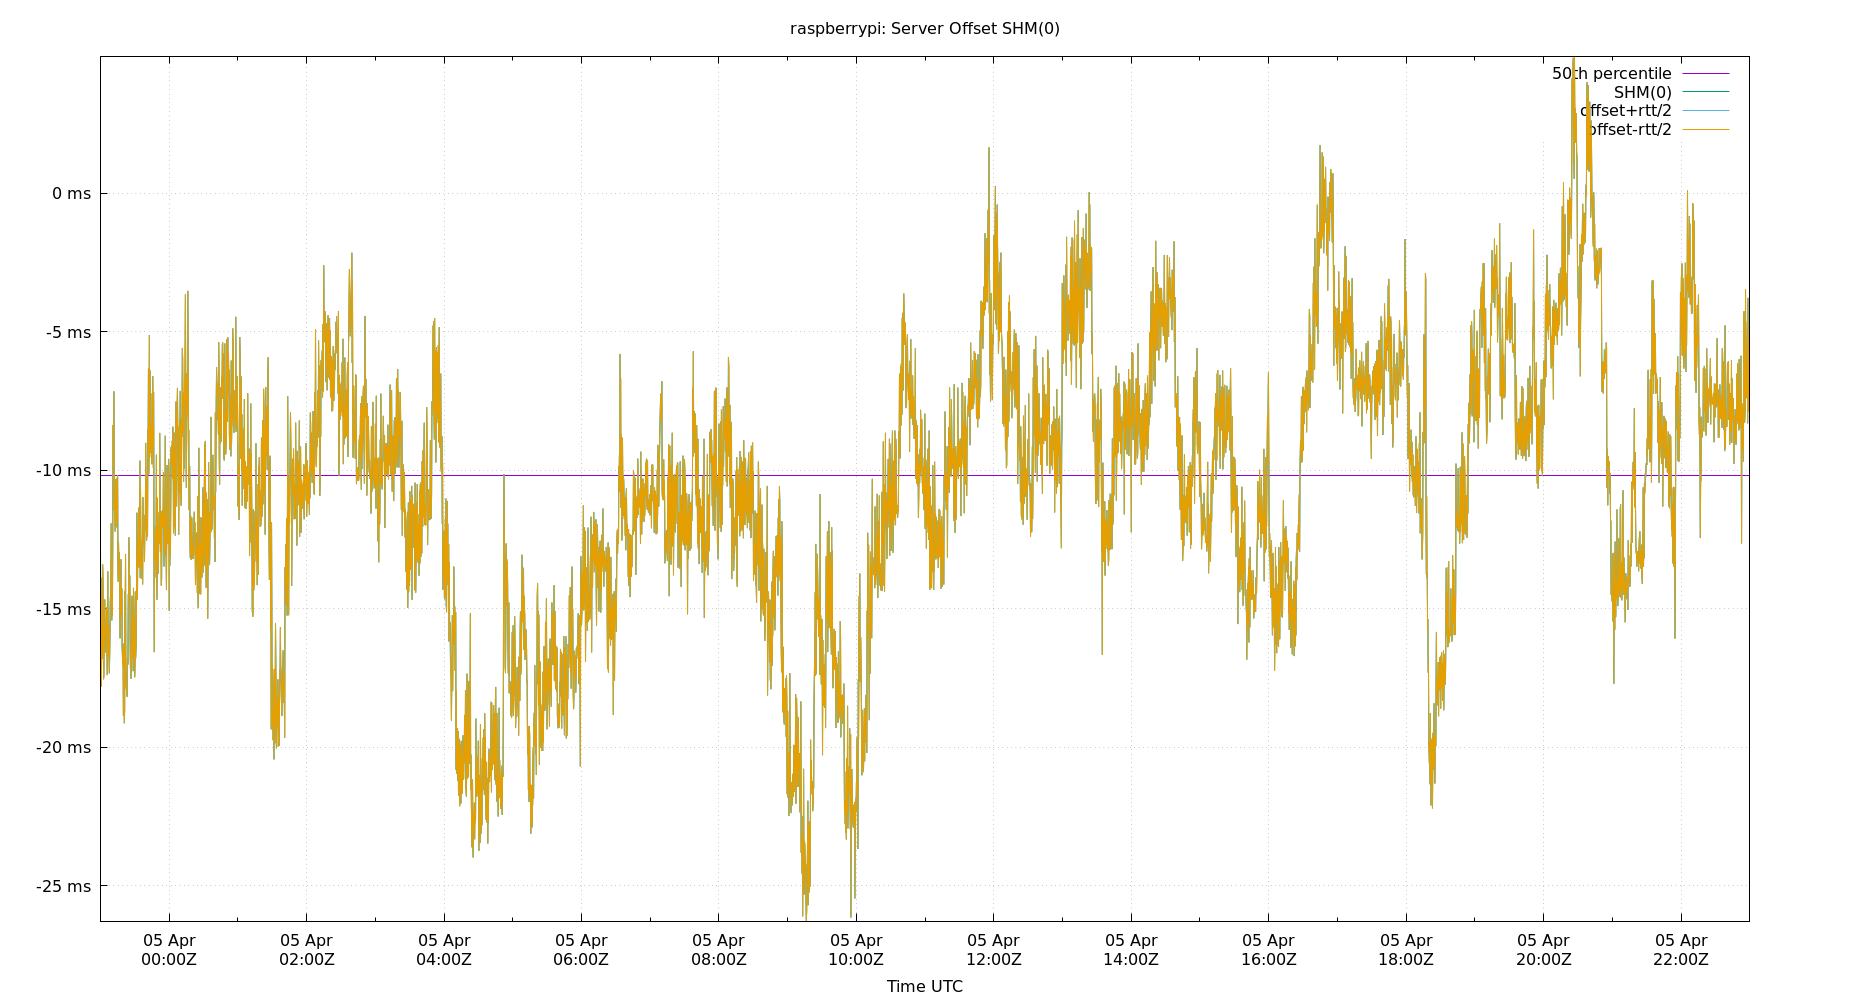 raspberrypi: Server Offset SHM(0)
50th percentile
SHM(0)
offset+rtt/2
offset-rtt/2
0 ms
-5 ms
-10 ms
-15 ms
-20 ms
-25 ms
05 Apr 05 Apr 05 Apr 05 Apr 05 Apr 05 Apr 05 Apr 05 Apr 05 Apr 05 Apr 05 Apr 05 Apr
00:00Z 02:00Z 04:00Z 06:00Z 08:00Z 10:00Z 12:00Z 14:00Z 16:00Z 18:00Z 20:00Z 22:00Z
Time UTC